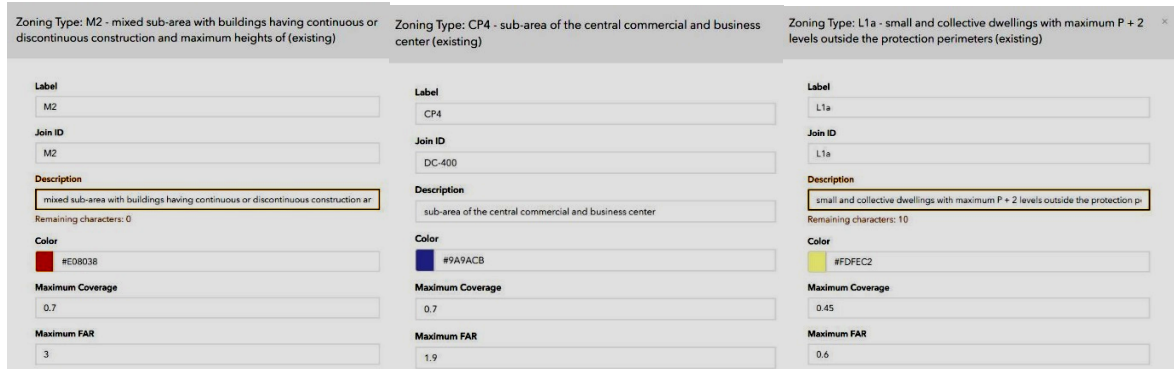 Zoning Type: M2 - mixed sub-area with buildings having continuous or
discontinuous construction and maximum heights of (existing)
Label
M2
Join ID
M2
Description
mixed sub-area with buildings having continuous or discontinuous construction ar
Remaining characters: 0
Color
#E08038
Maximum Coverage
0.7
Maximum FAR
3
Zoning Type: CP4 - sub-area of the central commercial and business
center (existing)
Label
CP4
Join ID
DC-400
Description
sub-area of the central commercial and business center
Color
#9A9ACB
Maximum Coverage
0.7
Maximum FAR
1.9
Zoning Type: L1a - small and collective dwellings with maximum P + 2
levels outside the protection perimeters (existing)
×
Label
L1a
Join ID
L1a
Description
small and collective dwellings with maximum P + 2 levels outside the protection p
Remaining characters: 10
Color
#FDFEC2
Maximum Coverage
0.45
Maximum FAR
0.6